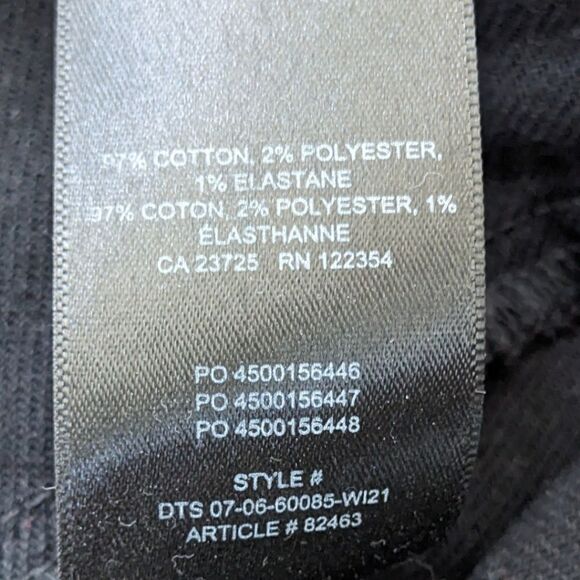 97% COTTON, 2% POLYESTER,
1% ELASTANE
97% COTON, 2% POLYESTER, 1%
ÉLASTHANNE
CA 23725 RN 122354
PO 4500156446
PO 4500156447
PO 4500156448
STYLE #
DTS 07-06-60085-WI21
ARTICLE # 82463